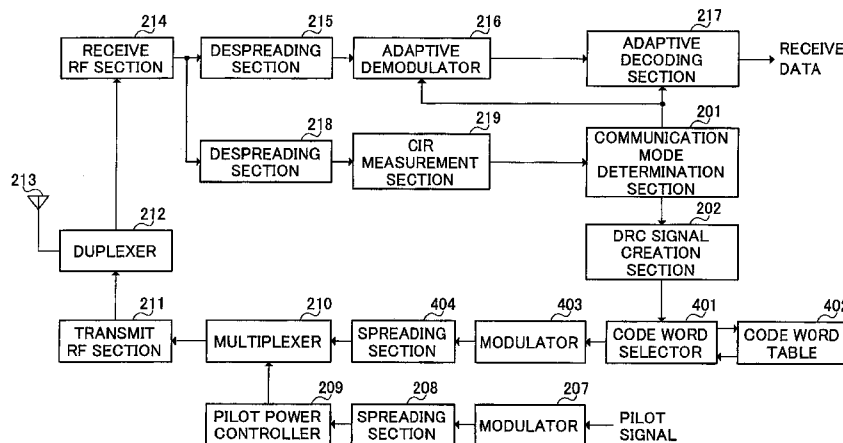 214
RECEIVE
RF SECTION
215
DESPREADING
SECTION
216
ADAPTIVE
DEMODULATOR
217
ADAPTIVE
DECODING
SECTION
RECEIVE
DATA
218
DESPREADING
SECTION
219
CIR
MEASUREMENT
SECTION
201
COMMUNICATION
MODE
DETERMINATION
SECTION
213
212
DUPLEXER
202
DRC SIGNAL
CREATION
SECTION
211
TRANSMIT
RF SECTION
210
MULTIPLEXER
404
SPREADING
SECTION
403
MODULATOR
401
CODE WORD
SELECTOR
402
CODE WORD
TABLE
209
PILOT POWER
CONTROLLER
208
SPREADING
SECTION
207
MODULATOR
PILOT
SIGNAL